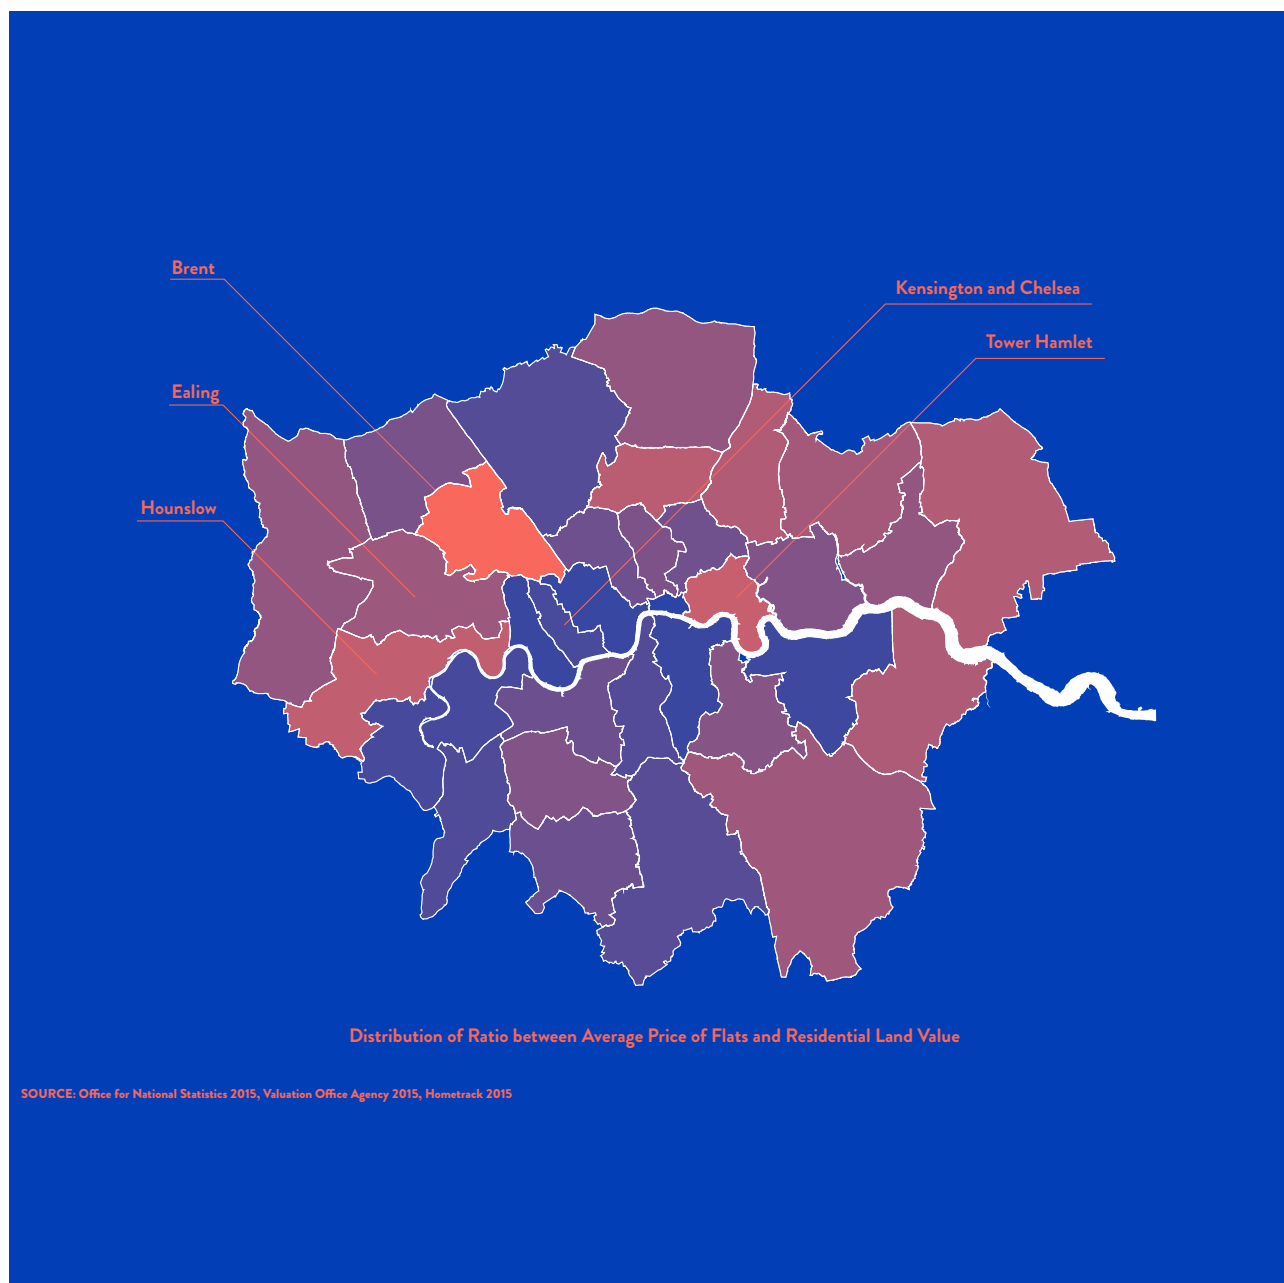 Brent
Kensington and Chelsea
Tower Hamlet
Ealing
Hounslow
Distribution of Ratio between Average Price of Flats and Residential Land Value
SOURCE: Office for National Statistics 2015, Valuation Office Agency 2015, Hometrack 2015